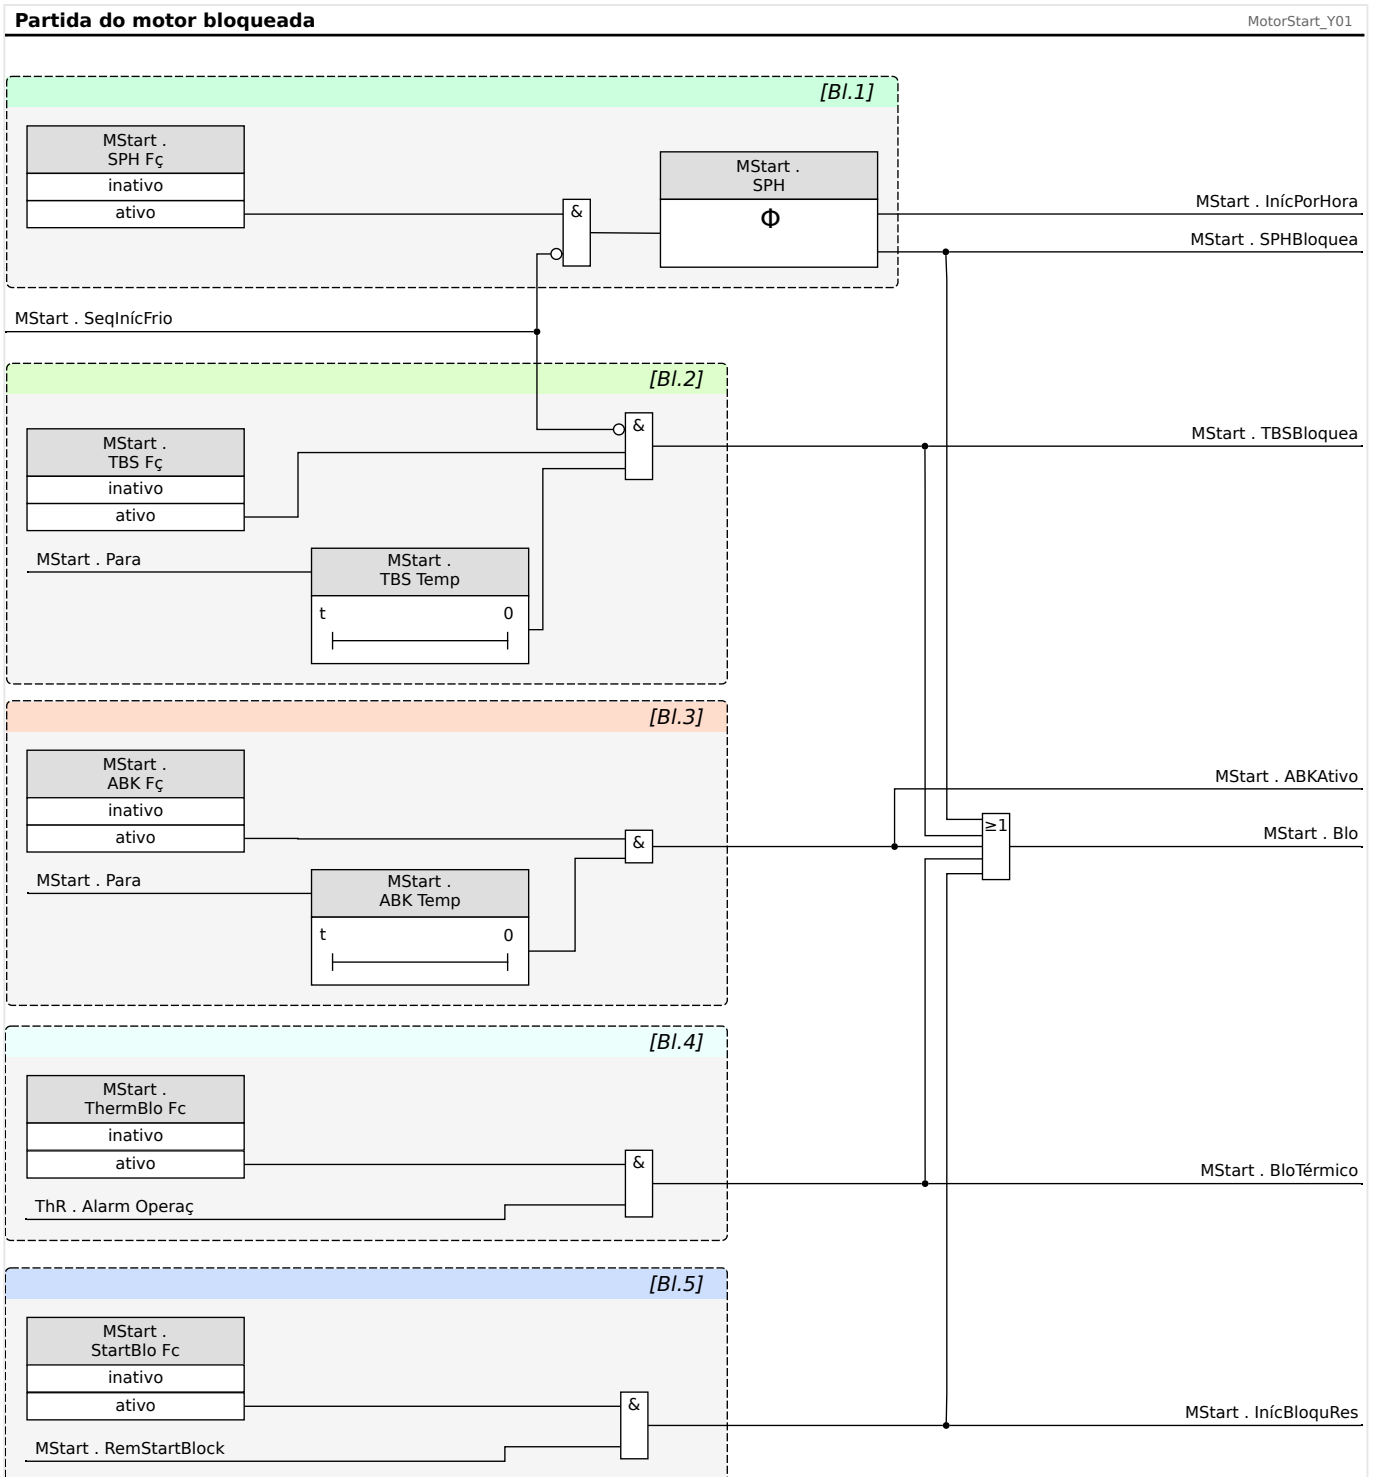 Partida do motor bloqueada
MotorStart_Y01
[Bl.1]
MStart .
SPH Fç
inativo
ativo
&
MStart .
SPH
Φ
MStart . InícPorHora
MStart . SPHBloquea
MStart . SeqInícFrio
[Bl.2]
MStart .
TBS Fç
inativo
ativo
&
MStart . TBSBloquea
MStart . Para
MStart .
TBS Temp
t 0
[Bl.3]
MStart .
ABK Fç
inativo
ativo
&
MStart . ABKAtivo
≥1
MStart . Blo
MStart . Para
MStart .
ABK Temp
t 0
[Bl.4]
MStart .
ThermBlo Fc
inativo
ativo
&
MStart . BloTérmico
ThR . Alarm Operaç
[Bl.5]
MStart .
StartBlo Fc
inativo
ativo
&
MStart . InícBloquRes
MStart . RemStartBlock